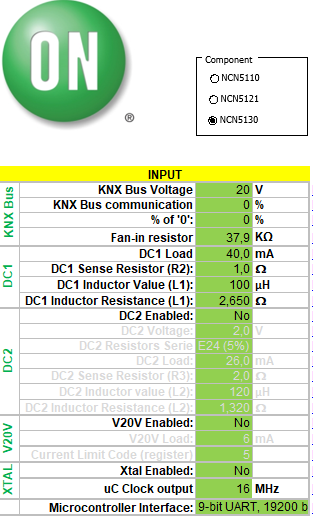 ON
®
Component
NCN5110
NCN5121
NCN5130
INPUT
KNX Bus
KNX Bus Voltage 20 V
KNX Bus communication 0 %
% of '0': 0 %
Fan-in resistor 37,9 KΩ
DC1
DC1 Load 40,0 mA
DC1 Sense Resistor (R2): 1,0 Ω
DC1 Inductor Value (L1): 100 µH
DC1 Inductor Resistance (L1): 2,650 Ω
DC2
DC2 Enabled: No
DC2 Voltage: 2,0 V
DC2 Resistors Serie E24 (5%)
DC2 Load: 26,0 mA
DC2 Sense Resistor (R3): 2,0 Ω
DC2 Inductor value (L2): 120 µH
DC2 Inductor Resistance (L2): 1,320 Ω
V20V
V20V Enabled: No
V20V Load: 6 mA
Current Limit Code (register) 5
XTAL
Xtal Enabled: No
uC Clock output 16 MHz
Microcontroller Interface: 9-bit UART, 19200 b